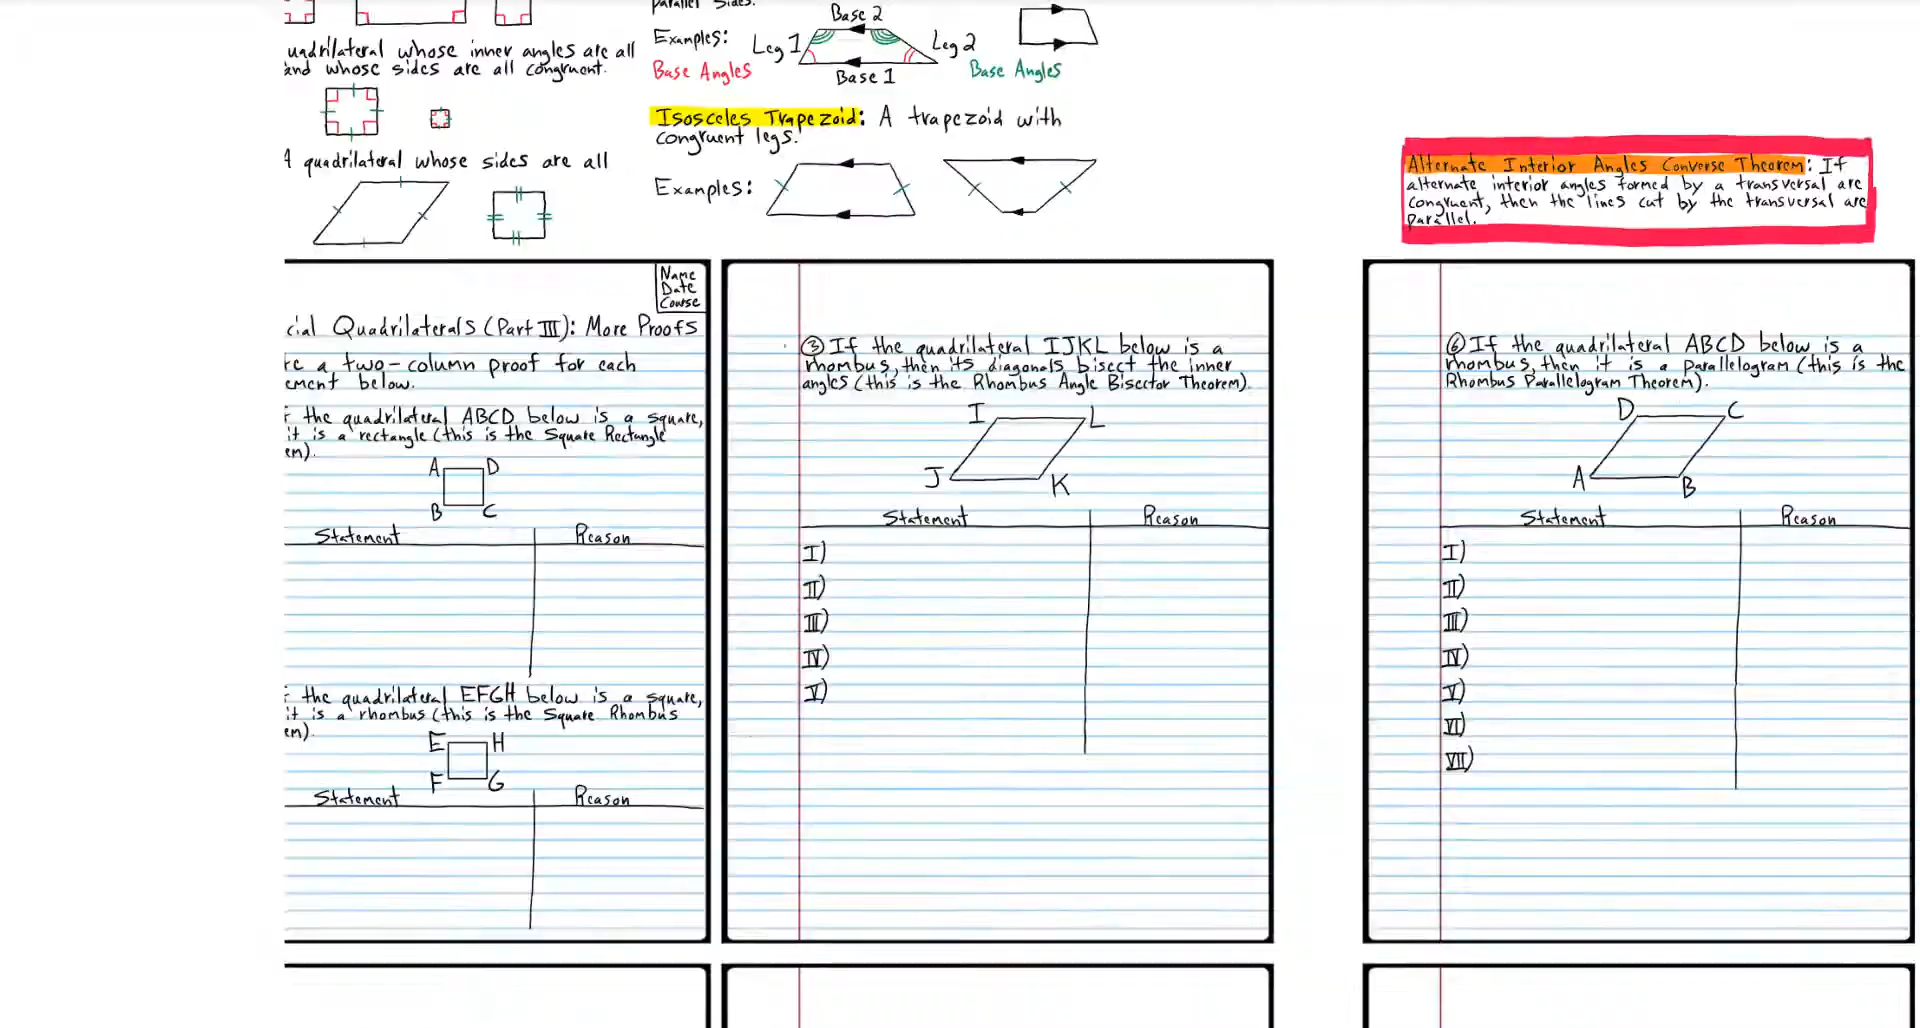 parallel sides.
uadrilateral whose inner angles are all
and whose sides are all congruent.
A quadrilateral whose sides are all
Examples:
Base 2
Leg 1
Leg 2
Base Angles
Base 1
Base Angles
Isosceles Trapezoid: A trapezoid with
congruent legs.
Examples:
Alternate Interior Angles Converse Theorem: If
alternate interior angles formed by a transversal are
congruent, then the lines cut by the transversal are
parallel.
Name
Date
Course
cial Quadrilaterals (Part III): More Proofs
te a two-column proof for each
ement below.
f the quadrilateral ABCD below is a square,
it is a rectangle (this is the Square Rectangle
em).
A D
B C
Statement Reason
f the quadrilateral EFGH below is a square,
it is a rhombus (this is the Square Rhombus
em).
E H
F G
Statement Reason
③ If the quadrilateral IJKL below is a
rhombus, then its diagonals bisect the inner
angles (this is the Rhombus Angle Bisector Theorem).
I L
J K
Statement Reason
I)
II)
III)
IV)
V)
⑥ If the quadrilateral ABCD below is a
rhombus, then it is a parallelogram (this is the
Rhombus Parallelogram Theorem).
D C
A B
Statement Reason
I)
II)
III)
IV)
V)
VI)
VII)